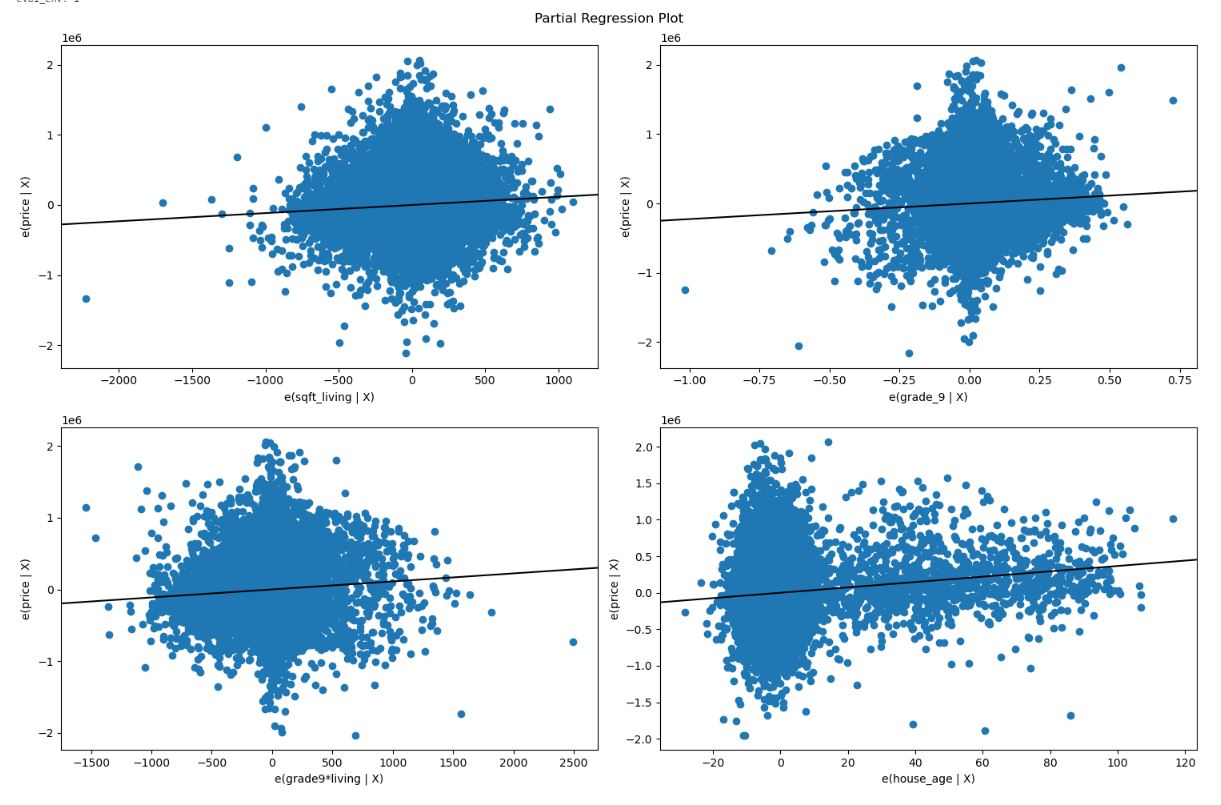 eval_env: 1
Partial Regression Plot
1e6
2
1
0
−1
−2
e(price | X)
−2000 −1500 −1000 −500 0 500 1000
e(sqft_living | X)
1e6
2
1
0
−1
−2
e(price | X)
−1.00 −0.75 −0.50 −0.25 0.00 0.25 0.50 0.75
e(grade_9 | X)
1e6
2
1
0
−1
−2
e(price | X)
−1500 −1000 −500 0 500 1000 1500 2000 2500
e(grade9*living | X)
1e6
2.0
1.5
1.0
0.5
0.0
−0.5
−1.0
−1.5
−2.0
e(price | X)
−20 0 20 40 60 80 100 120
e(house_age | X)